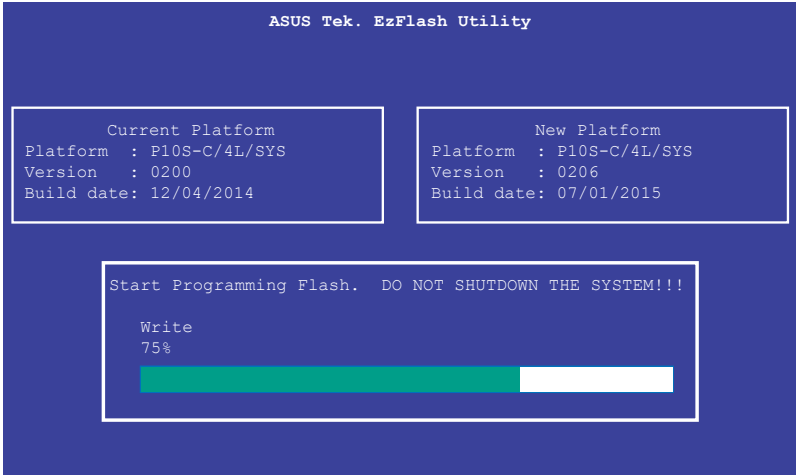 ASUS Tek. EzFlash Utility
Current Platform
Platform : P10S-C/4L/SYS
Version : 0200
Build date: 12/04/2014
New Platform
Platform : P10S-C/4L/SYS
Version : 0206
Build date: 07/01/2015
Start Programming Flash. DO NOT SHUTDOWN THE SYSTEM!!!
Write
75%